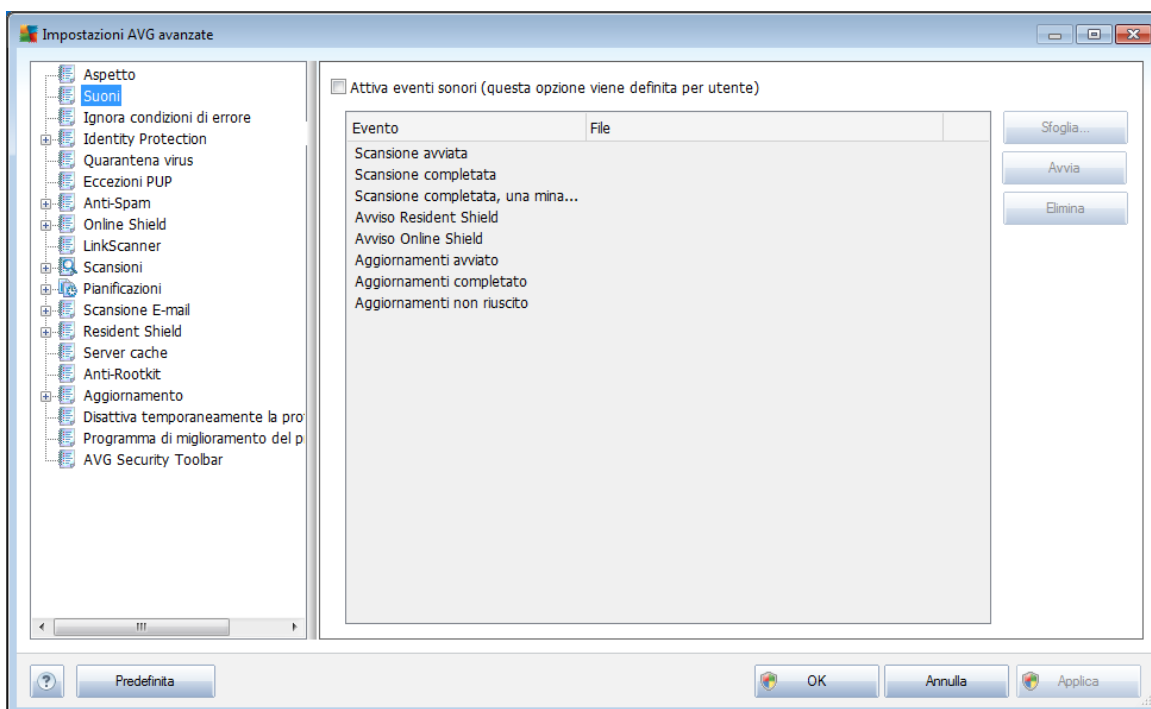 Impostazioni AVG avanzate
Aspetto
Suoni
Ignora condizioni di errore
Identity Protection
Quarantena virus
Eccezioni PUP
Anti-Spam
Online Shield
LinkScanner
Scansioni
Pianificazioni
Scansione E-mail
Resident Shield
Server cache
Anti-Rootkit
Aggiornamento
Disattiva temporaneamente la pro
Programma di miglioramento del p
AVG Security Toolbar
Attiva eventi sonori (questa opzione viene definita per utente)
Evento File
Scansione avviata
Scansione completata
Scansione completata, una mina...
Avviso Resident Shield
Avviso Online Shield
Aggiornamenti avviato
Aggiornamenti completato
Aggiornamenti non riuscito
Sfoglia...
Avvia
Elimina
? Predefinita OK Annulla Applica